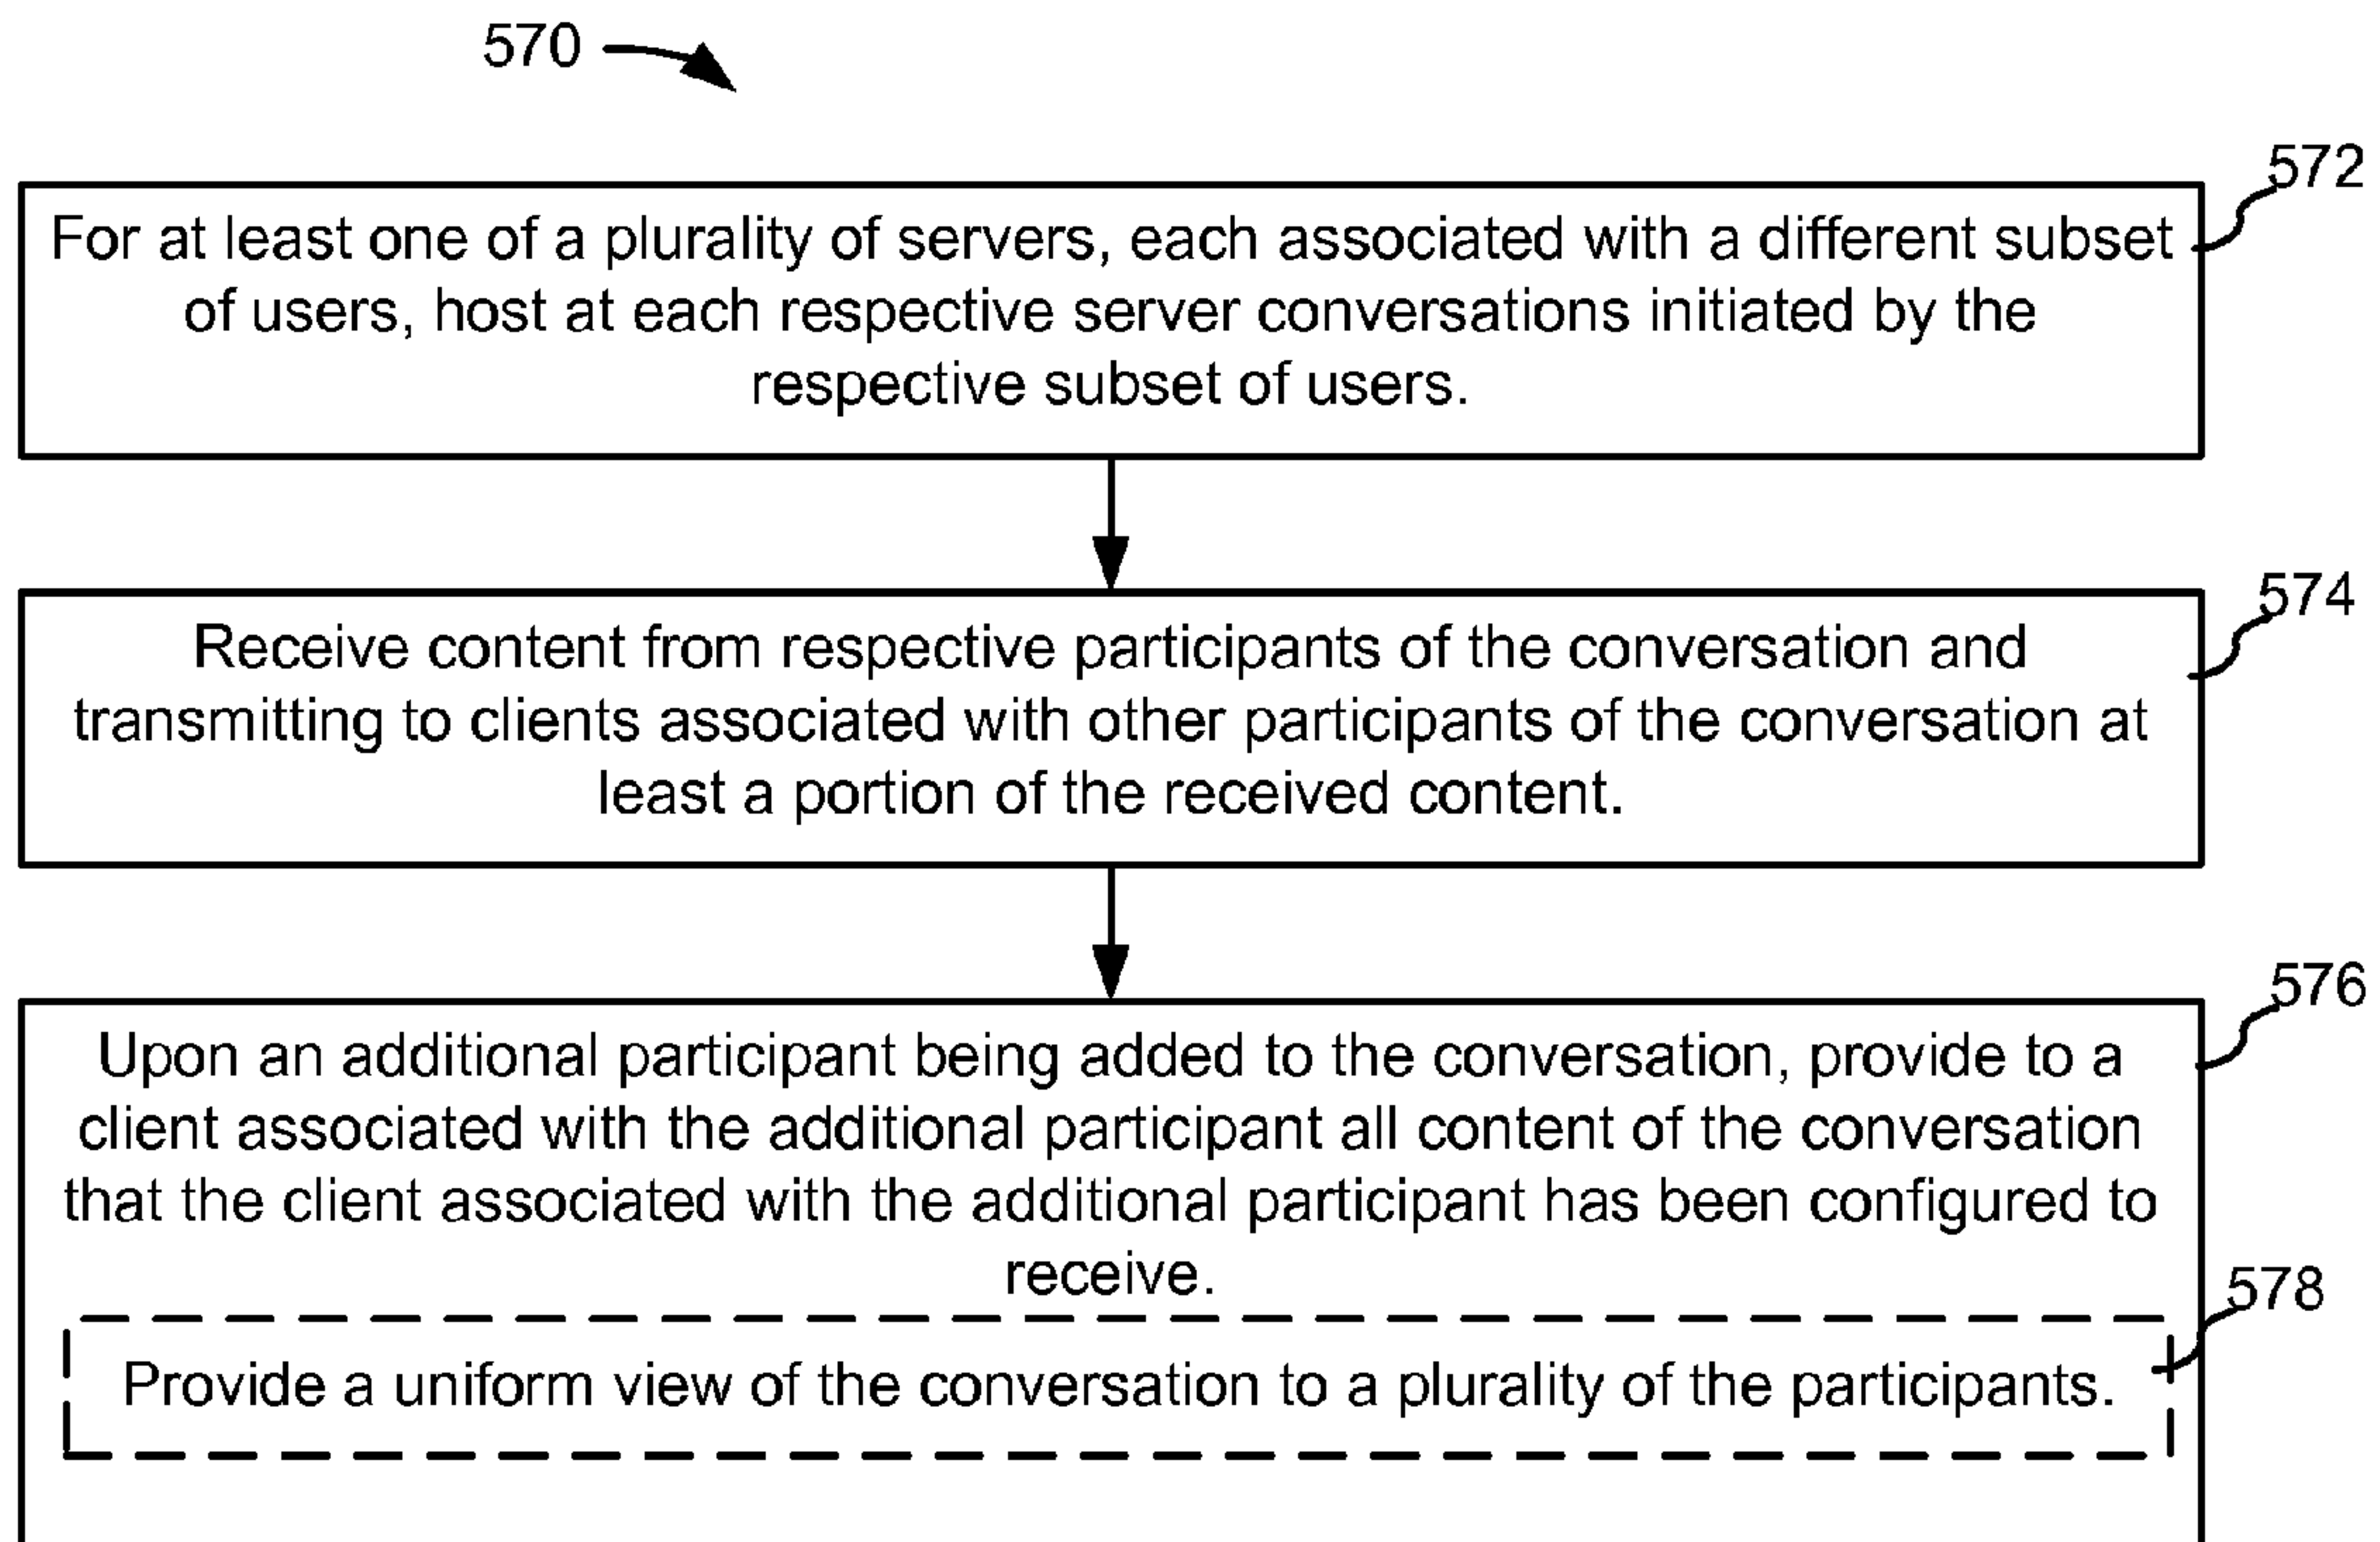 570
572
For at least one of a plurality of servers, each associated with a different subset
of users, host at each respective server conversations initiated by the
respective subset of users.
574
Receive content from respective participants of the conversation and
transmitting to clients associated with other participants of the conversation at
least a portion of the received content.
576
Upon an additional participant being added to the conversation, provide to a
client associated with the additional participant all content of the conversation
that the client associated with the additional participant has been configured to
receive.
578
Provide a uniform view of the conversation to a plurality of the participants.